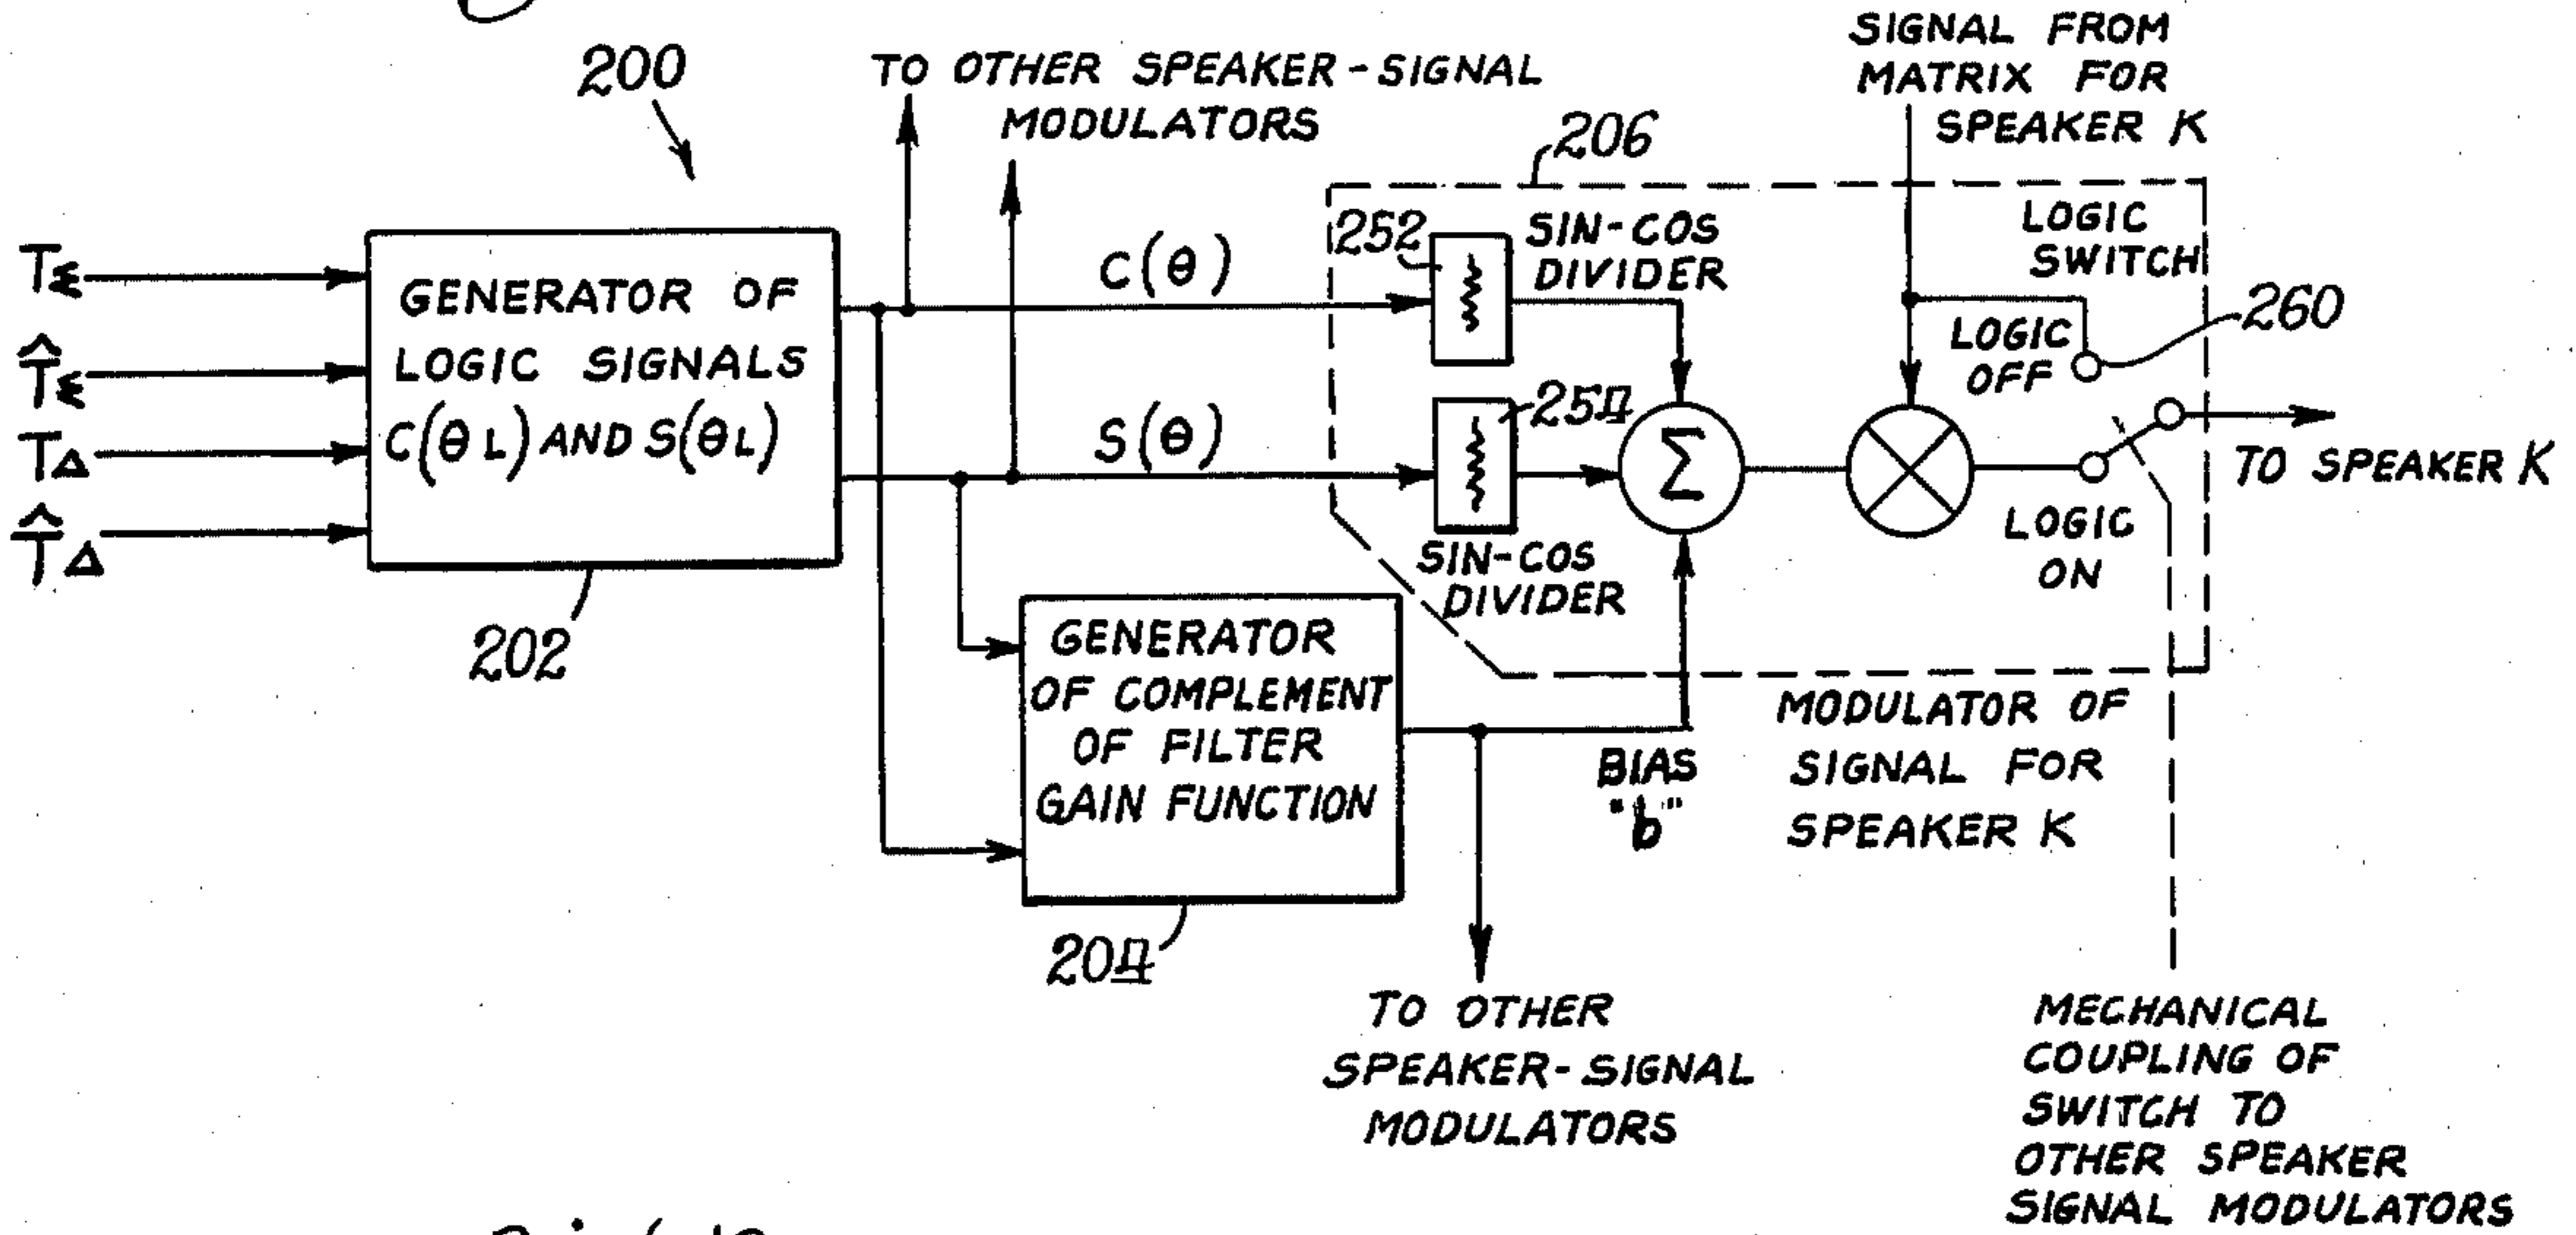 200
TO OTHER SPEAKER-SIGNAL
MODULATORS
SIGNAL FROM
MATRIX FOR
SPEAKER K
206
TΣ
T̂Σ
TΔ
T̂Δ
GENERATOR OF
LOGIC SIGNALS
C(θL) AND S(θL)
202
C(θ)
S(θ)
252
SIN-COS
DIVIDER
254
SIN-COS
DIVIDER
Σ
LOGIC
SWITCH
LOGIC
OFF
260
LOGIC
ON
TO SPEAKER K
GENERATOR
OF COMPLEMENT
OF FILTER
GAIN FUNCTION
204
BIAS
"b"
MODULATOR OF
SIGNAL FOR
SPEAKER K
TO OTHER
SPEAKER-SIGNAL
MODULATORS
MECHANICAL
COUPLING OF
SWITCH TO
OTHER SPEAKER
SIGNAL MODULATORS